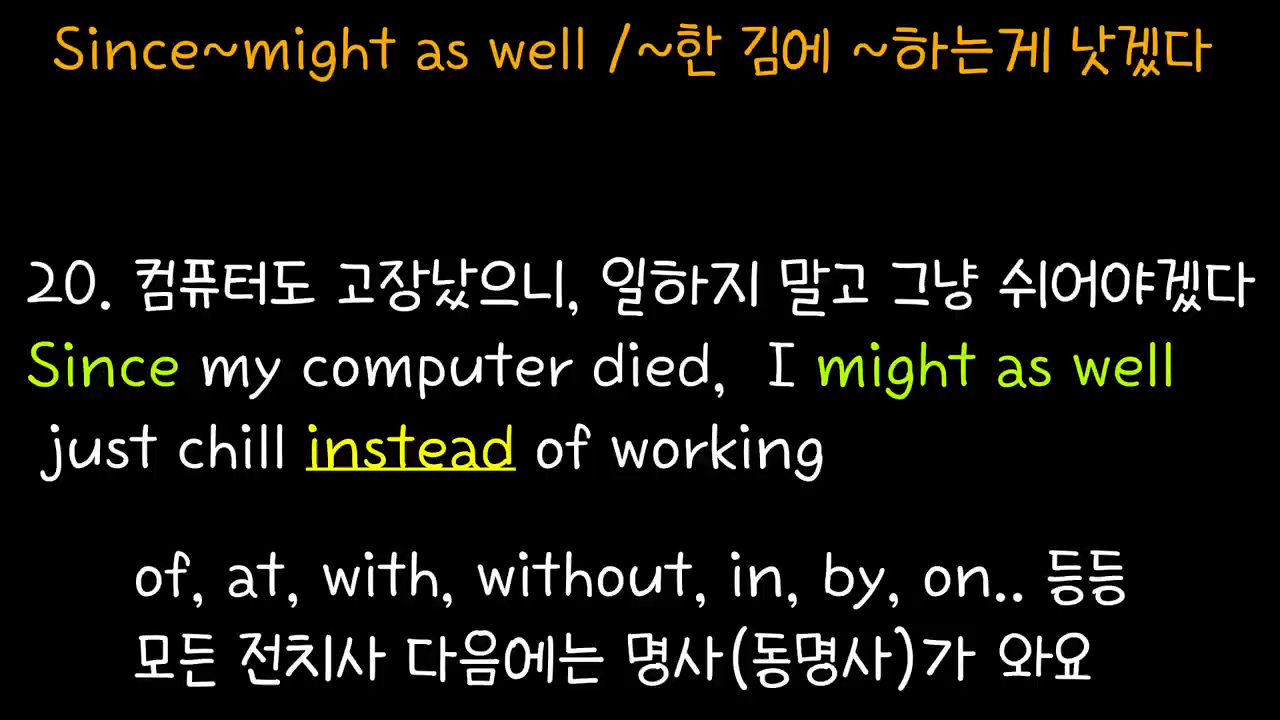 Since~might as well /~한 김에 ~하는게 낫겠다
20. 컴퓨터도 고장났으니, 일하지 말고 그냥 쉬어야겠다
Since my computer died, I might as well
just chill instead of working
of, at, with, without, in, by, on.. 등등
모든 전치사 다음에는 명사(동명사)가 와요